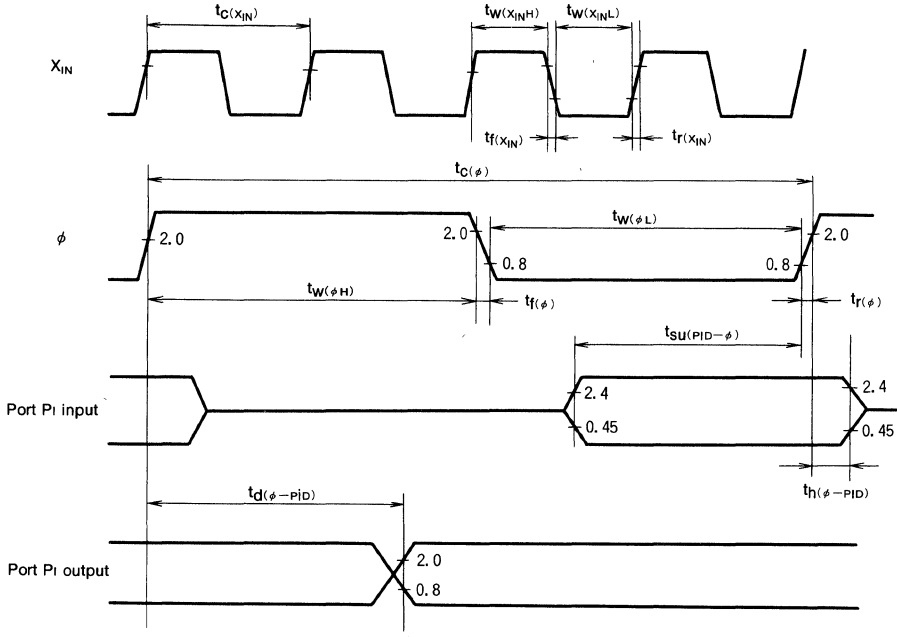 tC(XIN)
tW(XINH)
tW(XINL)
XIN
tf(XIN)
tr(XIN)
tC(φ)
tW(φL)
φ
2.0
2.0
2.0
0.8
0.8
tW(φH)
tf(φ)
tr(φ)
tSU(PID−φ)
Port Pi input
2.4
2.4
0.45
0.45
th(φ−PID)
td(φ−PiD)
Port Pi output
2.0
0.8